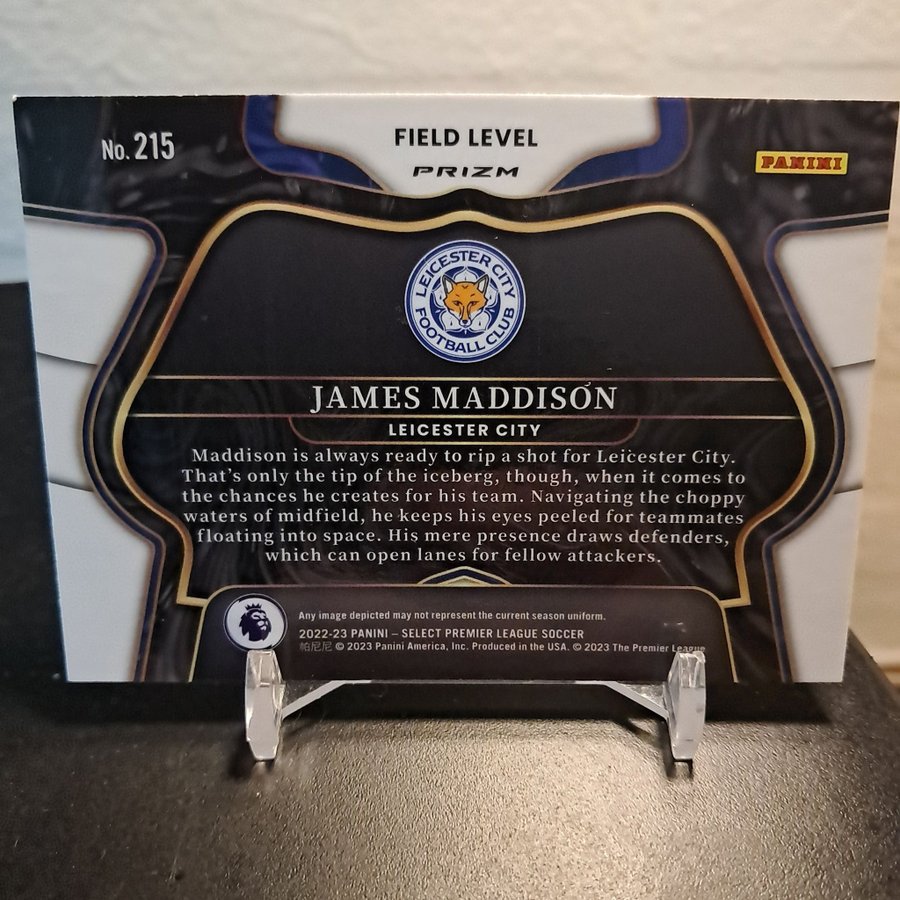 No. 215
FIELD LEVEL
PRIZM
PANINI
LEICESTER CITY
FOOTBALL CLUB
JAMES MADDISON
LEICESTER CITY
Maddison is always ready to rip a shot for Leicester City.
That's only the tip of the iceberg, though, when it comes to
the chances he creates for his team. Navigating the choppy
waters of midfield, he keeps his eyes peeled for teammates
floating into space. His mere presence draws defenders,
which can open lanes for fellow attackers.
Any image depicted may not represent the current season uniform.
2022-23 PANINI – SELECT PREMIER LEAGUE SOCCER
帕尼尼 © 2023 Panini America, Inc. Produced in the USA. © 2023 The Premier League